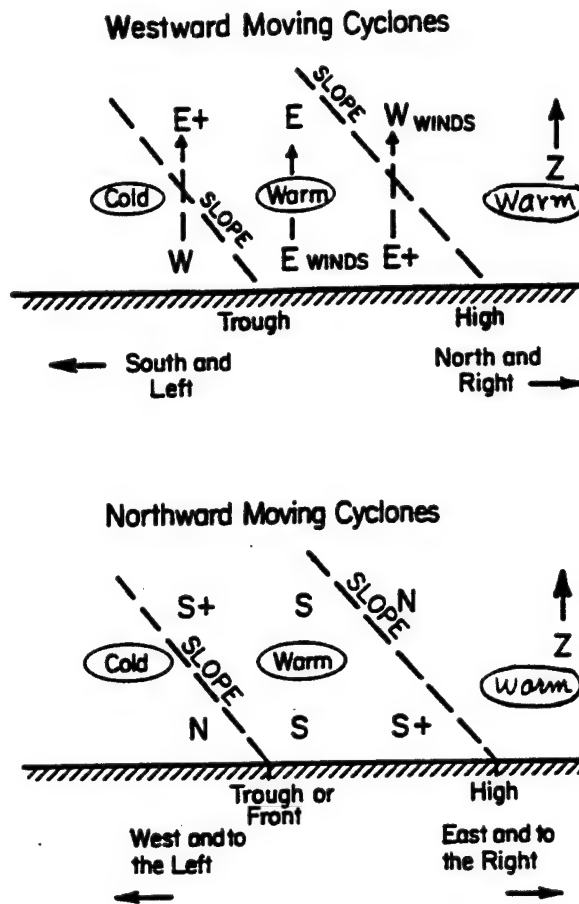 Westward Moving Cyclones
E+ E SLOPE W WINDS
Cold SLOPE Warm Z Warm
W E WINDS E+
Trough High
South and Left North and Right
Northward Moving Cyclones
S+ S SLOPE N
Cold SLOPE Warm Z Warm
N S S+
Trough or High
Front
West and to East and to
the Left the Right